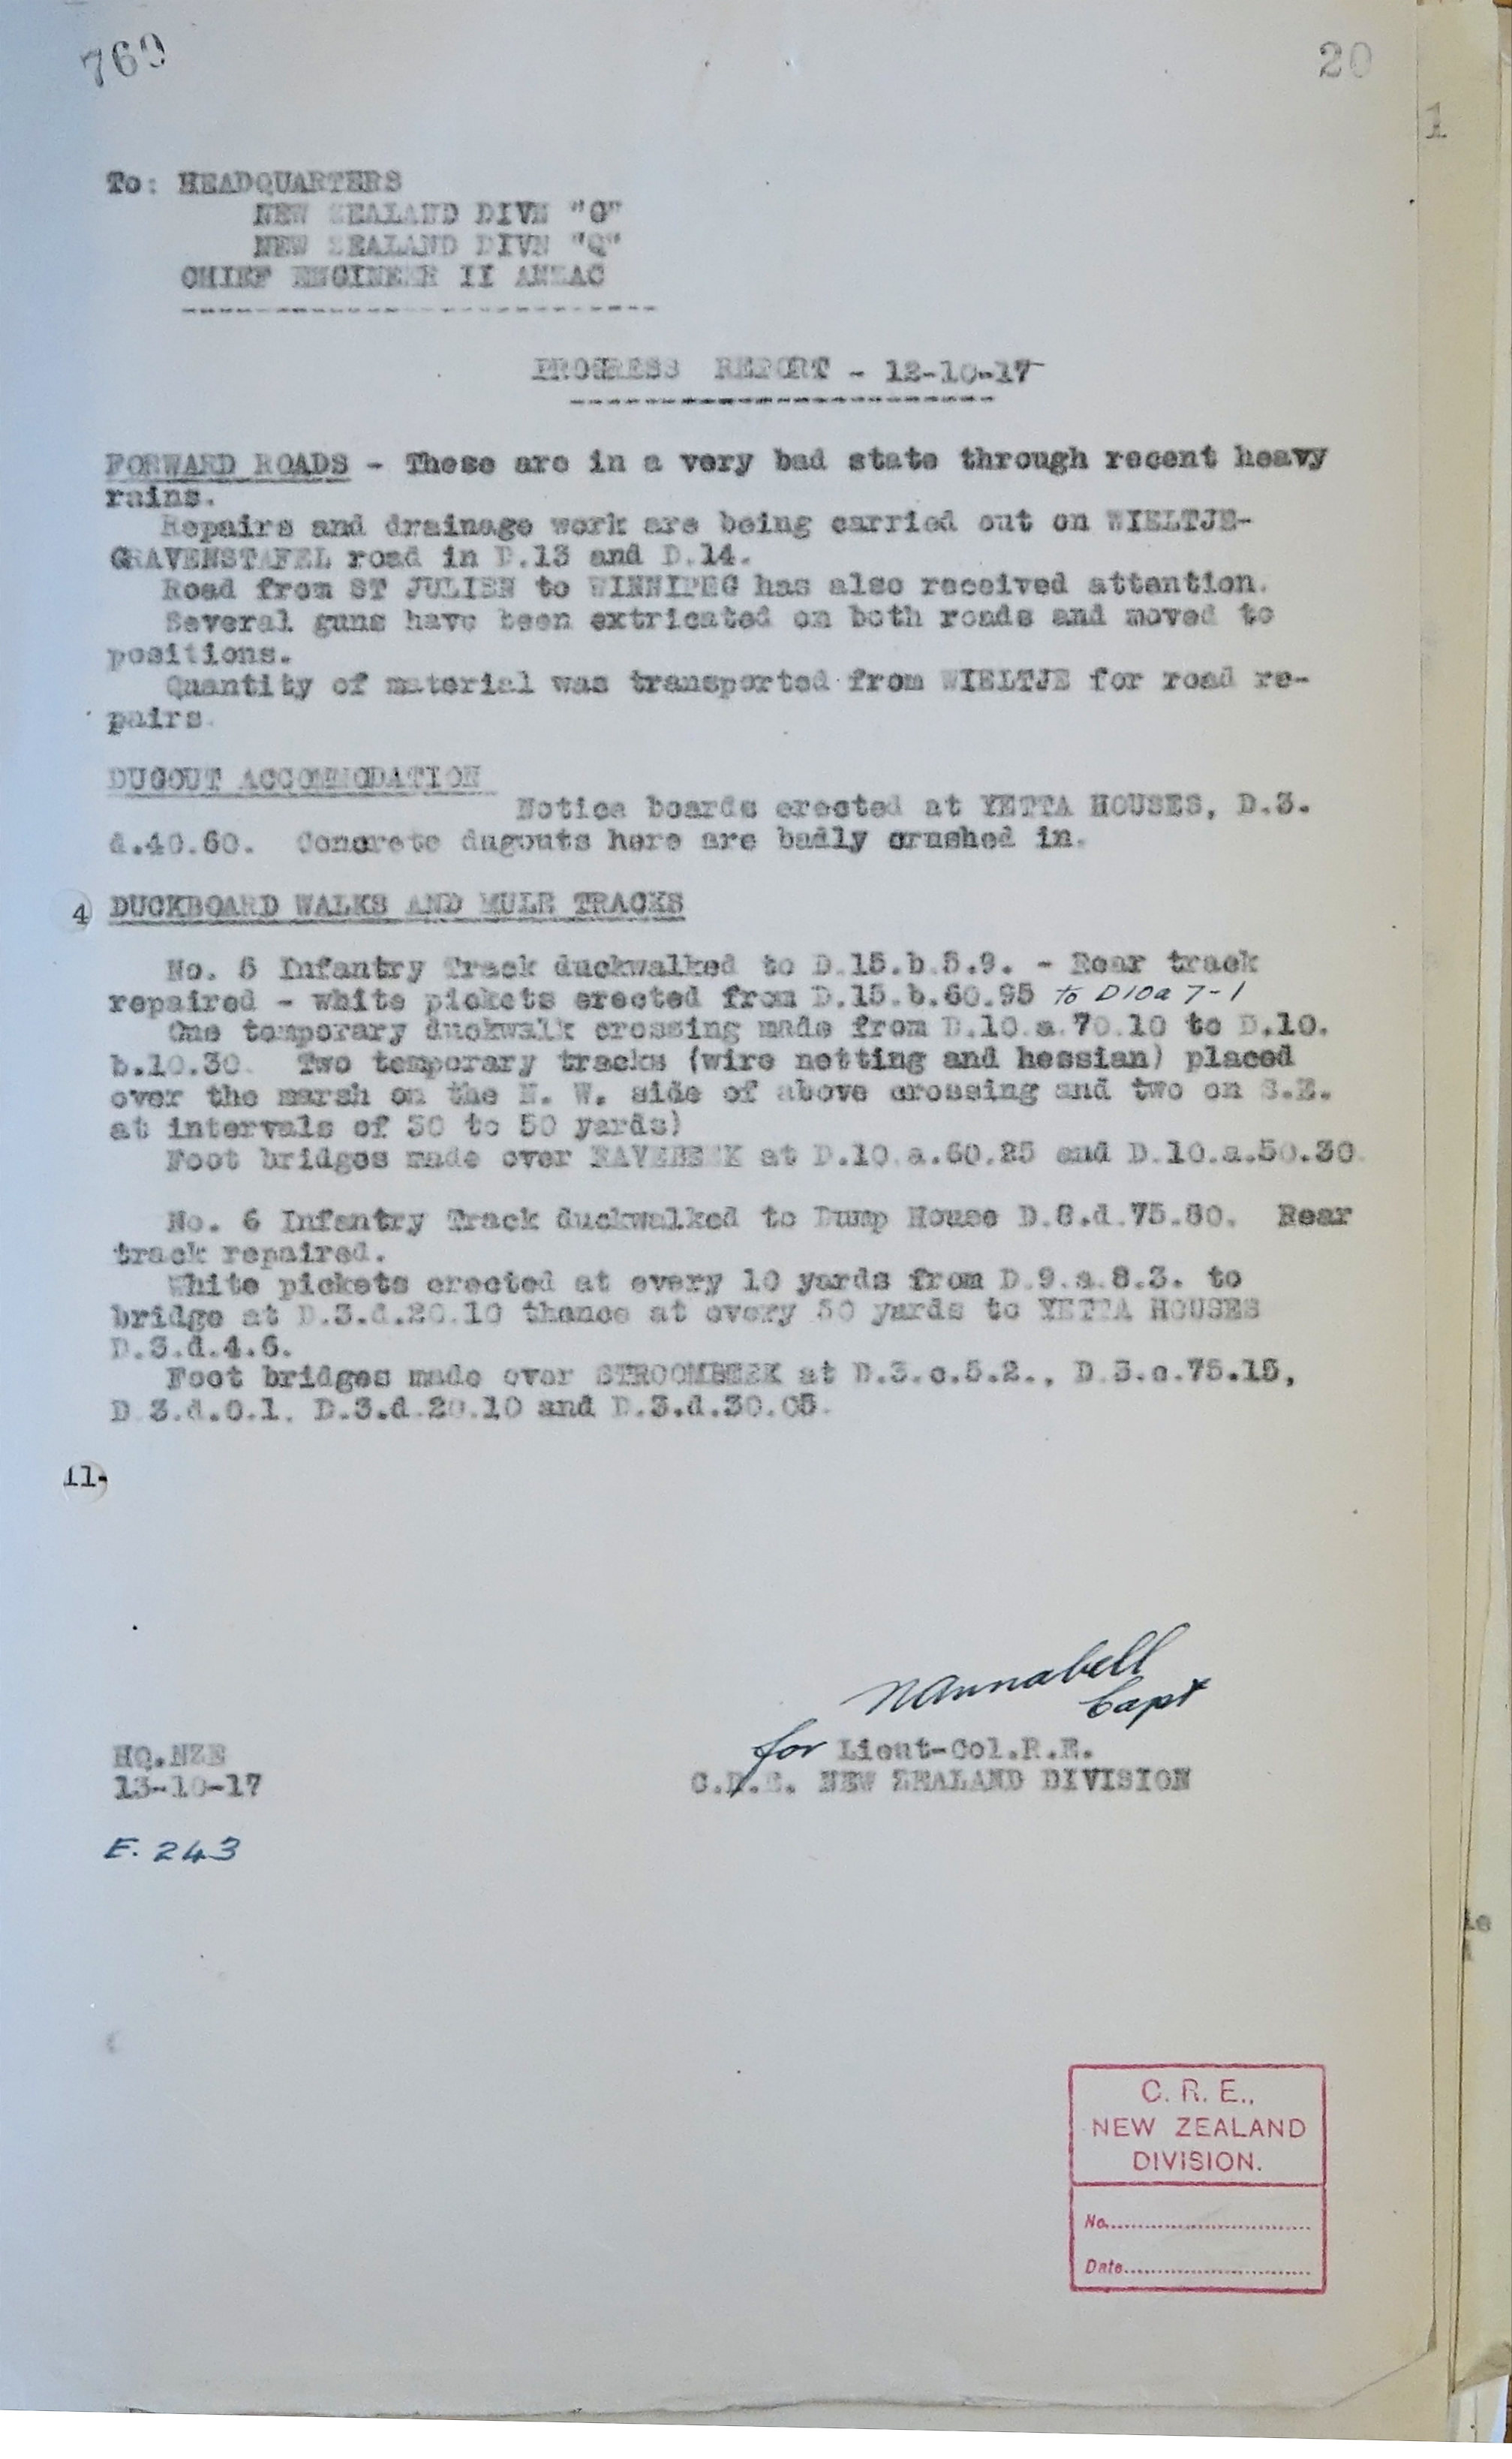 769
20
1
To: HEADQUARTERS
NEW ZEALAND DIVN "G"
NEW ZEALAND DIVN "Q"
CHIEF ENGINEER II ANZAC
PROGRESS REPORT - 12-10-17
FORWARD ROADS - These are in a very bad state through recent heavy
rains.
Repairs and drainage work are being carried out on WIELTJE-
GRAVENSTAFEL road in D.13 and D.14.
Road from ST JULIEN to WINNIPEG has also received attention.
Several guns have been extricated on both roads and moved to
positions.
Quantity of material was transported from WIELTJE for road re-
pairs.
DUGOUT ACCOMMODATION
Notice boards erected at YETTA HOUSES, D.3.
d.40.60. Concrete dugouts here are badly crushed in.
4 DUCKBOARD WALKS AND MULE TRACKS
No. 5 Infantry Track duckwalked to D.15.b.5.9. - Rear track
repaired - white pickets erected from D.15.b.60.95 to D10a 7-1
One temporary duckwalk crossing made from D.10.a.70.10 to D.10.
b.10.30. Two temporary tracks (wire netting and hessian) placed
over the marsh on the N. W. side of above crossing and two on S.E.
at intervals of 30 to 50 yards)
Foot bridges made over RAVEBEEK at D.10.a.60.25 and D.10.a.50.30
No. 6 Infantry Track duckwalked to Dump House D.8.d.75.80. Rear
track repaired.
White pickets erected at every 10 yards from D.9.a.8.3. to
bridge at D.3.d.20.10 thence at every 50 yards to YETTA HOUSES
D.3.d.4.6.
Foot bridges made over STROOMBEEK at D.3.c.5.2., D.3.c.75.15,
D.3.d.0.1. D.3.d.20.10 and D.3.d.30.05.
11-
NAnnabell
Capt
for Lieut-Col.R.E.
C.R.E. NEW ZEALAND DIVISION
HQ.NZE
13-10-17
E. 243
C. R. E.,
NEW ZEALAND
DIVISION.
No.
Date